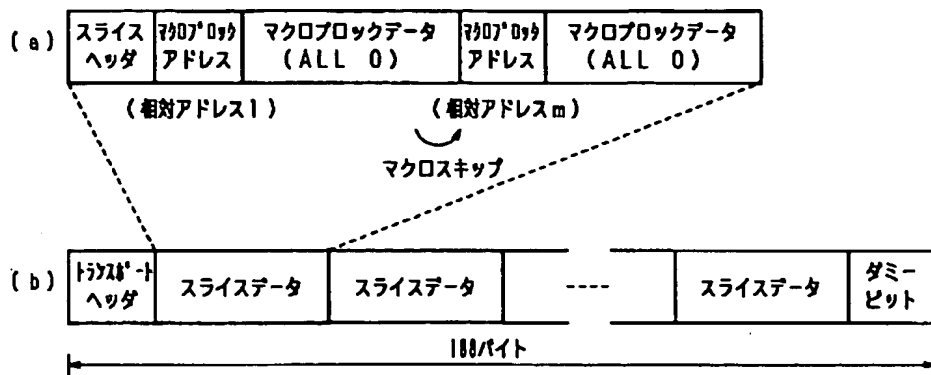 (a)
スライス
ヘッダ
マクロブロック
アドレス
マクロブロックデータ
(ALL 0)
マクロブロック
アドレス
マクロブロックデータ
(ALL 0)
(相対アドレス1)
(相対アドレスm)
マクロスキップ
(b)
トランスポート
ヘッダ
スライスデータ
スライスデータ
スライスデータ
ダミー
ビット
188バイト